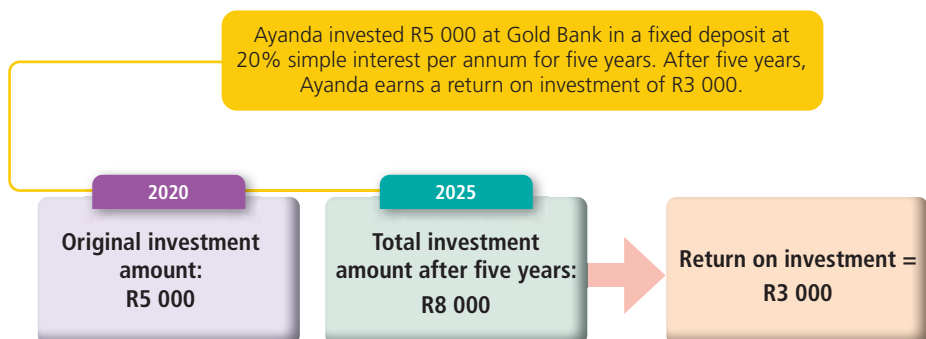 Ayanda invested R5 000 at Gold Bank in a fixed deposit at
20% simple interest per annum for five years. After five years,
Ayanda earns a return on investment of R3 000.
2020
Original investment
amount:
R5 000
2025
Total investment
amount after five years:
R8 000
Return on investment =
R3 000